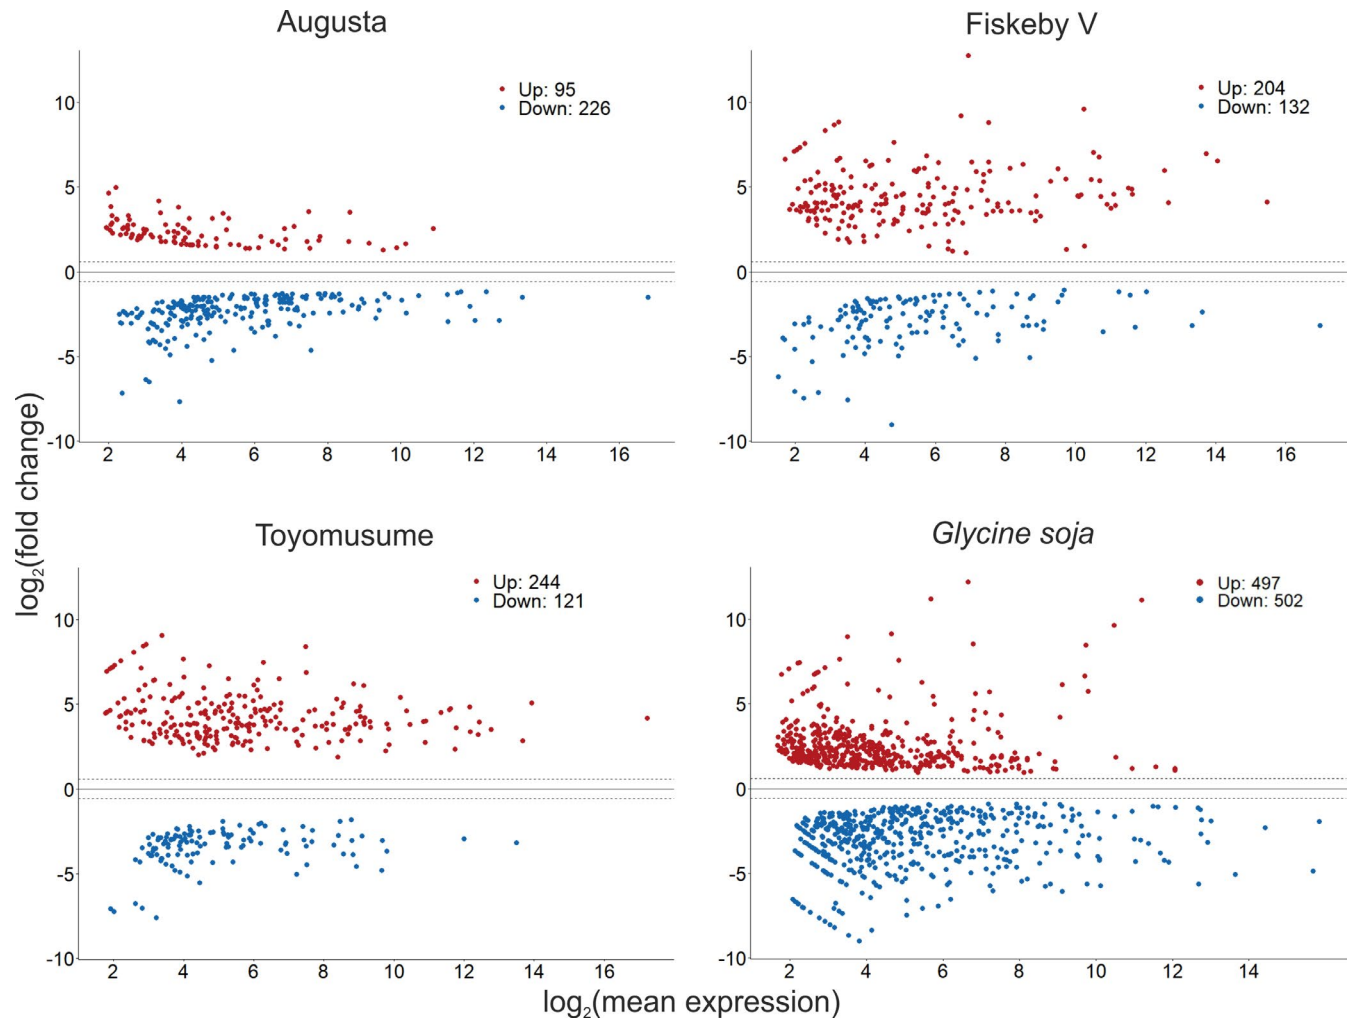 Augusta
Up: 95
Down: 226
10
5
0
-5
-10
2 4 6 8 10 12 14 16
Fiskeby V
Up: 204
Down: 132
10
5
0
-5
-10
2 4 6 8 10 12 14 16
log2(fold change)
Toyomusume
Up: 244
Down: 121
10
5
0
-5
-10
2 4 6 8 10 12 14 16
Glycine soja
Up: 497
Down: 502
10
5
0
-5
-10
2 4 6 8 10 12 14
log2(mean expression)